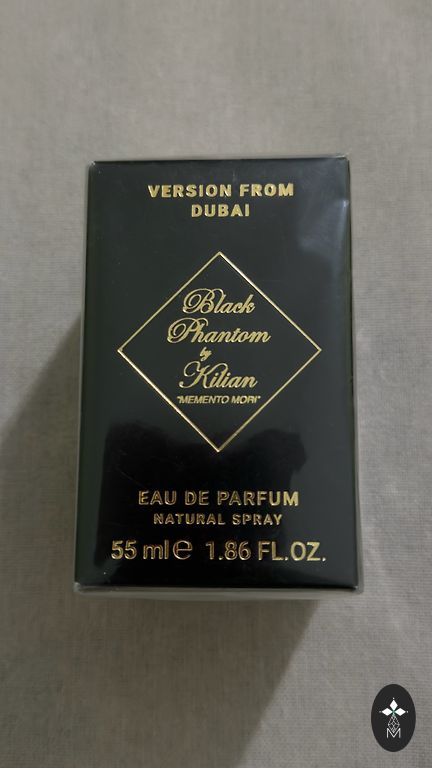 VERSION FROM
DUBAI
Black
Phantom
by
Kilian
"MEMENTO MORI"
EAU DE PARFUM
NATURAL SPRAY
55 ml℮ 1.86 FL.OZ.
M